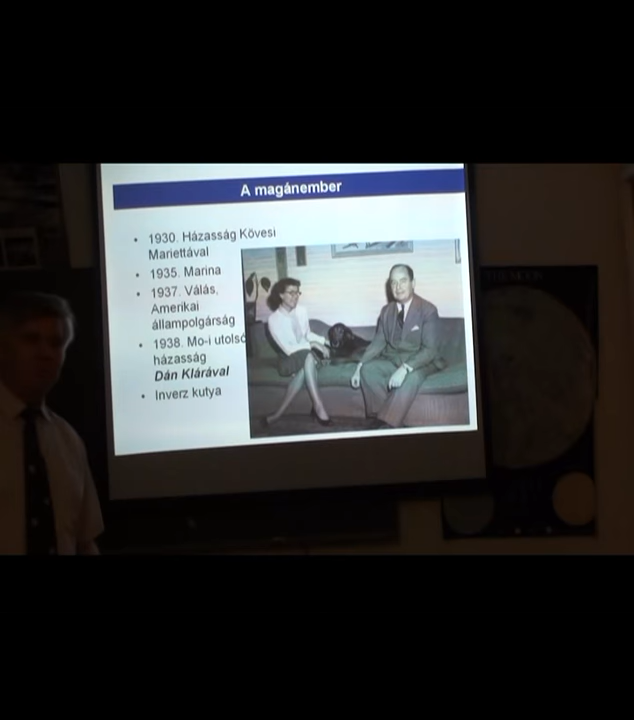 A magánember
• 1930. Házasság Kövesi
Mariettával
• 1935. Marina
• 1937. Válás,
Amerikai
állampolgárság
• 1938. Mo-i utolsó
házasság
Dán Klárával
• Inverz kutya